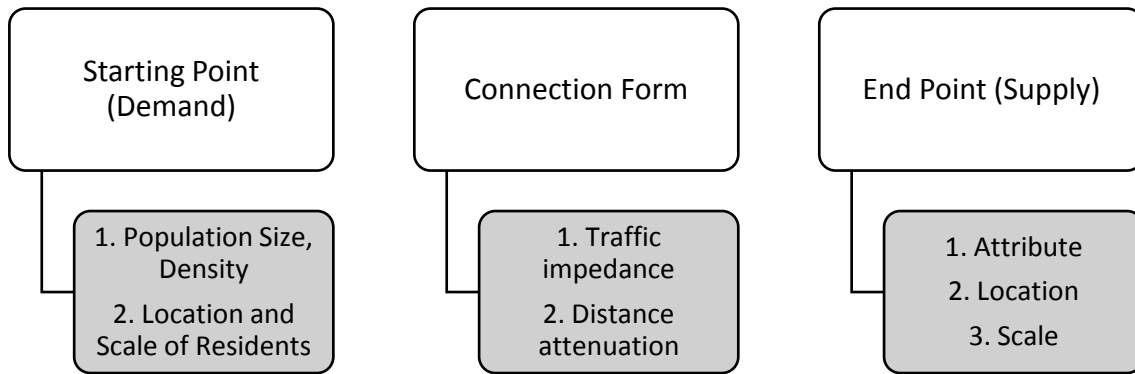 Starting Point
(Demand)
1. Population Size,
Density
2. Location and
Scale of Residents
Connection Form
1. Traffic
impedance
2. Distance
attenuation
End Point (Supply)
1. Attribute
2. Location
3. Scale